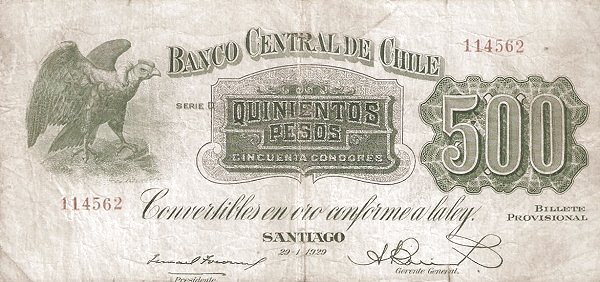 BANCO CENTRAL DE CHILE
114562
SERIE D
QUINIENTOS
PESOS
CINCUENTA CONDORES
500
114562
Convertibles en oro conforme a la ley.
BILLETE
PROVISIONAL
SANTIAGO
29-1-1929
Presidente
Gerente General.